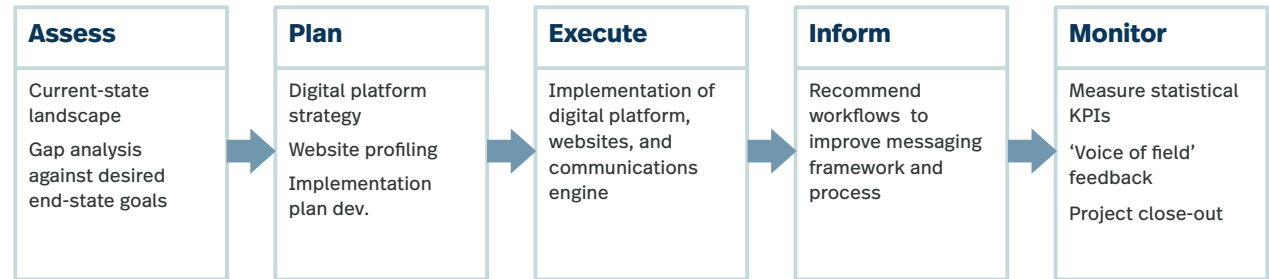 Assess
Current-state
landscape
Gap analysis
against desired
end-state goals
Plan
Digital platform
strategy
Website profiling
Implementation
plan dev.
Execute
Implementation of
digital platform,
websites, and
communications
engine
Inform
Recommend
workflows  to
improve messaging
framework and
process
Monitor
Measure statistical
KPIs
‘Voice of field’
feedback
Project close-out